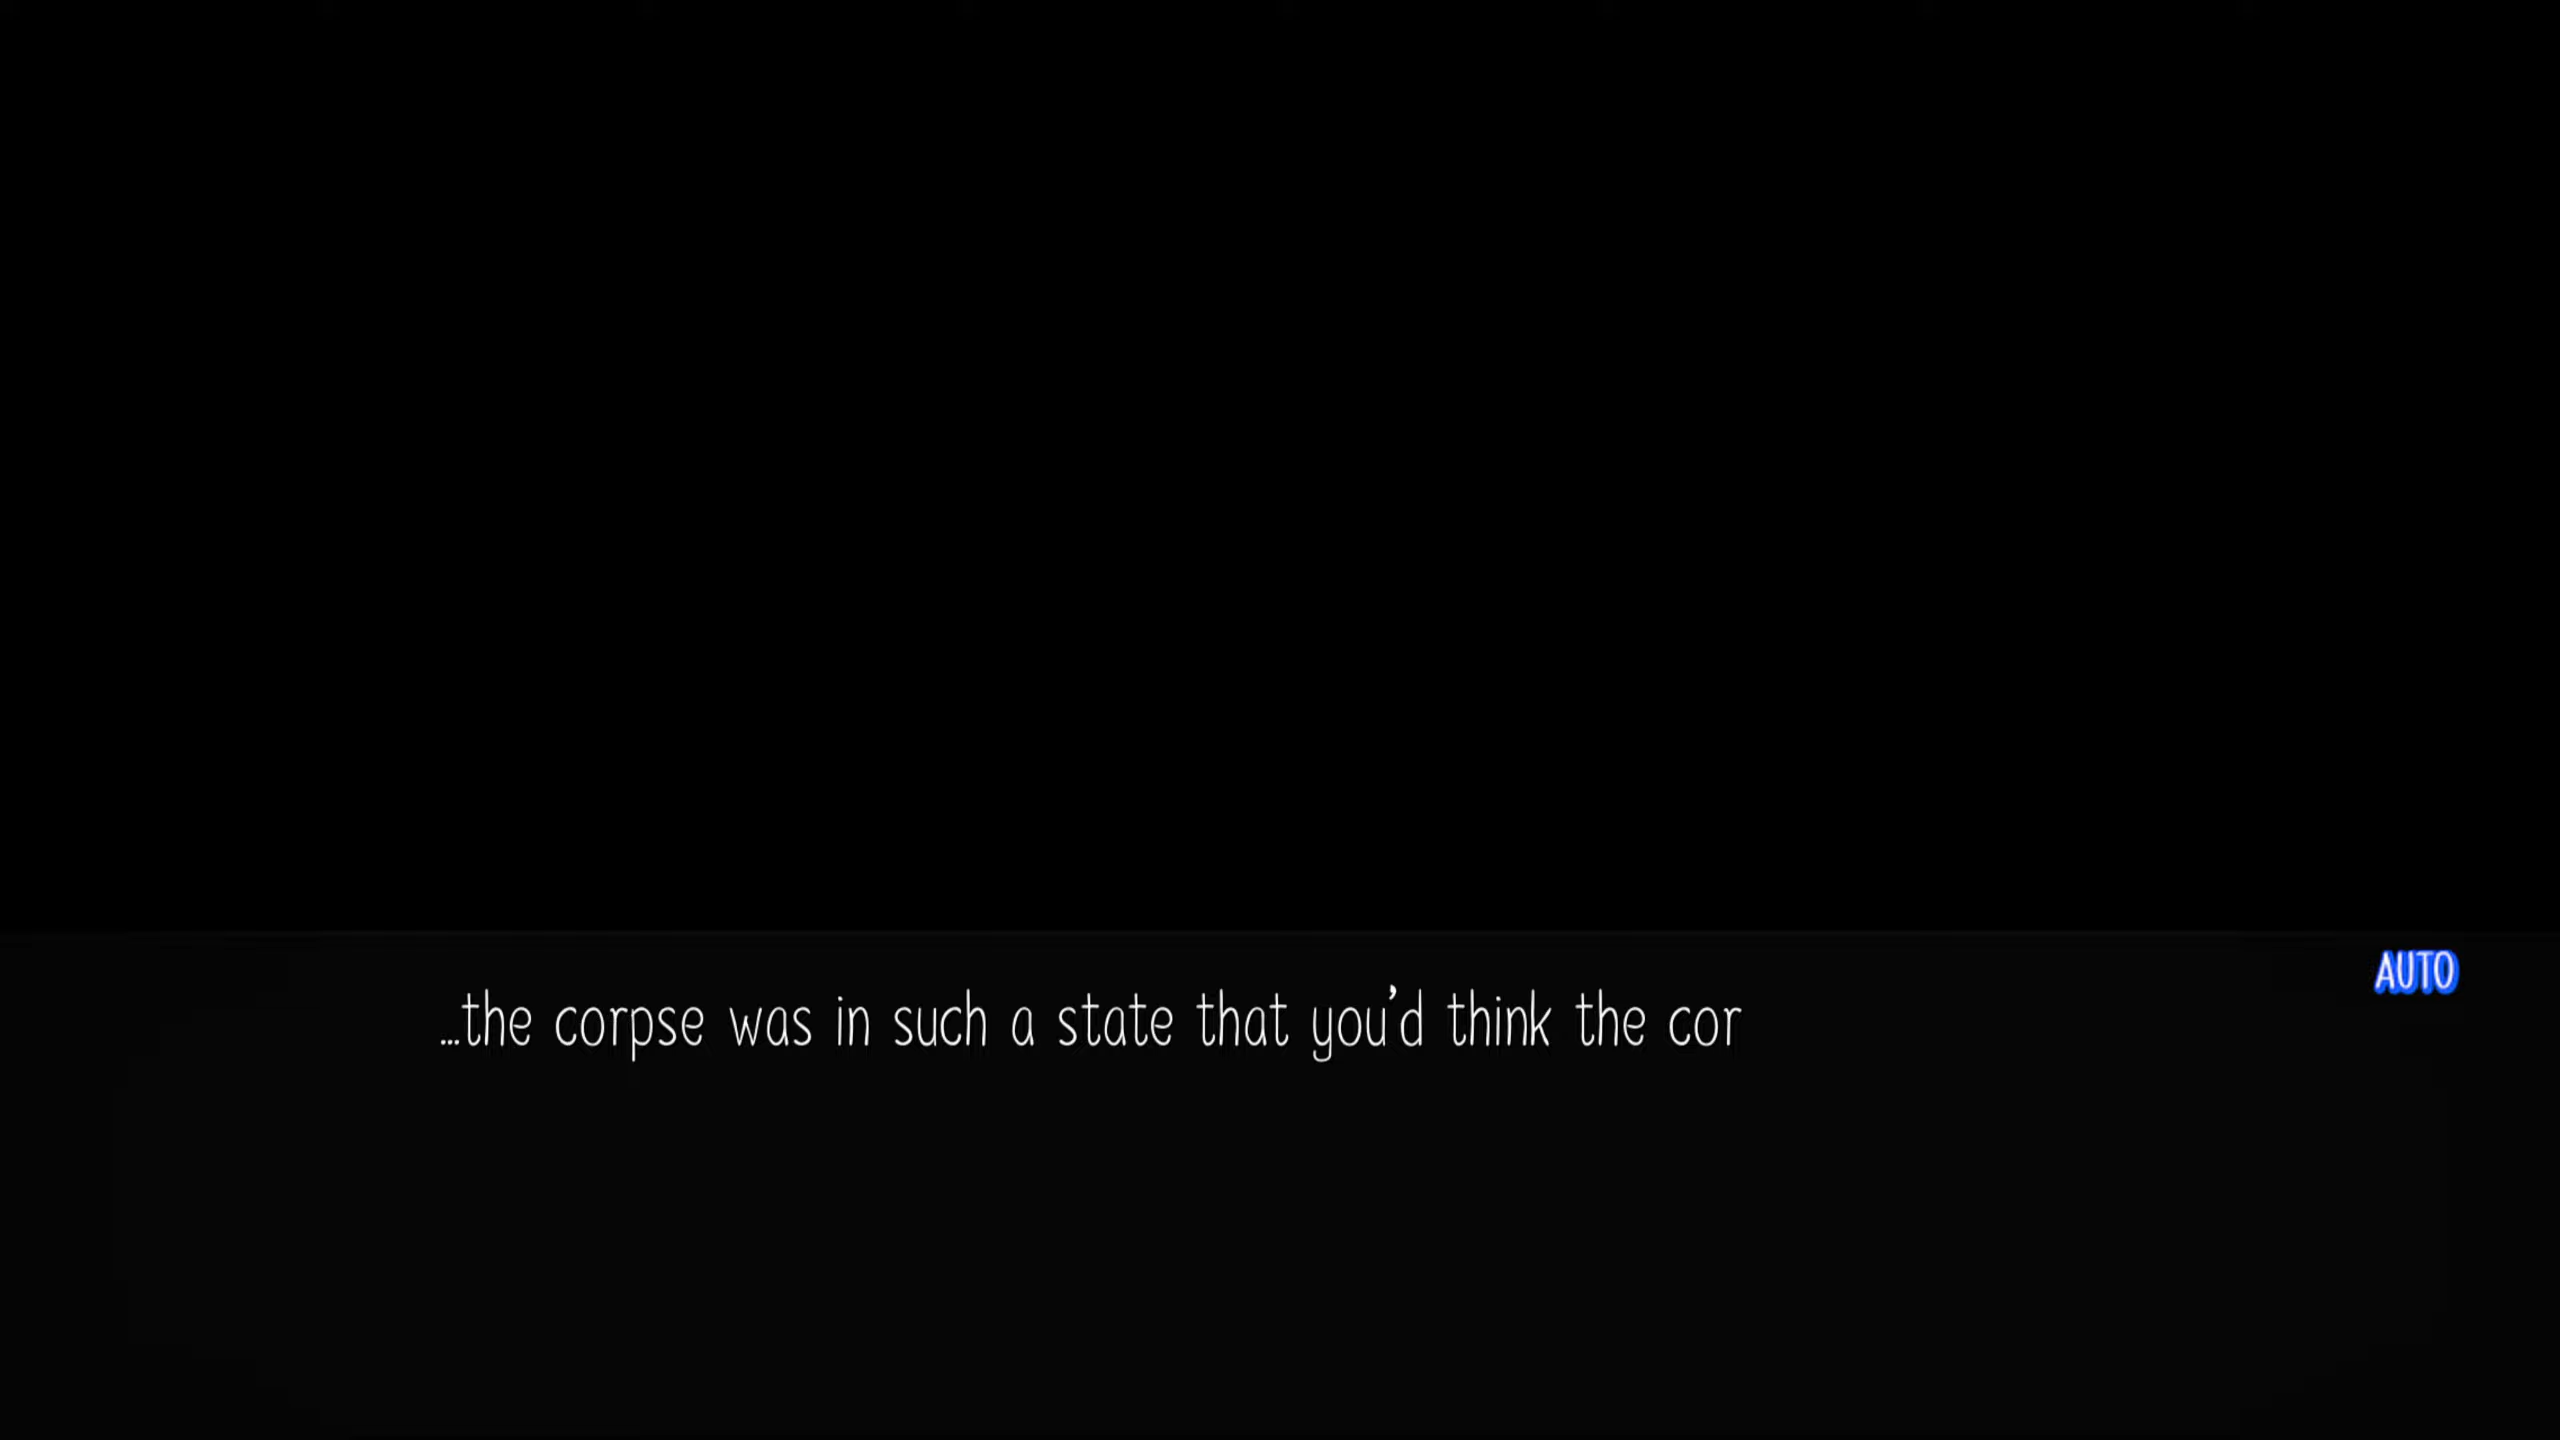 AUTO
...the corpse was in such a state that you'd think the cor